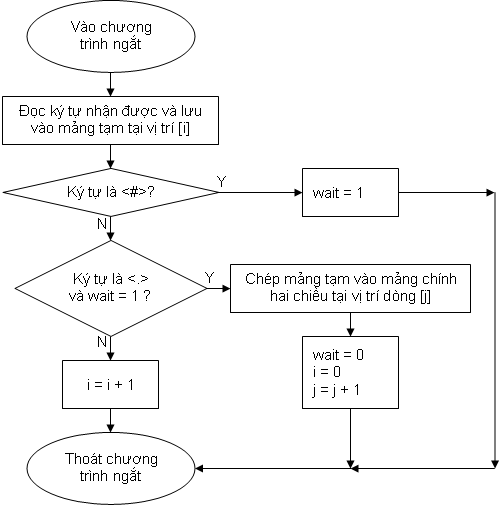 Vào chương
trình ngắt
Đọc ký tự nhận được và lưu
vào mảng tạm tại vị trí [i]
Ký tự là <#>?
Y
wait = 1
N
Ký tự là <.>
và wait = 1 ?
Y
Chép mảng tạm vào mảng chính
hai chiều tại vị trí dòng [j]
N
i = i + 1
wait = 0
i = 0
j = j + 1
Thoát chương
trình ngắt